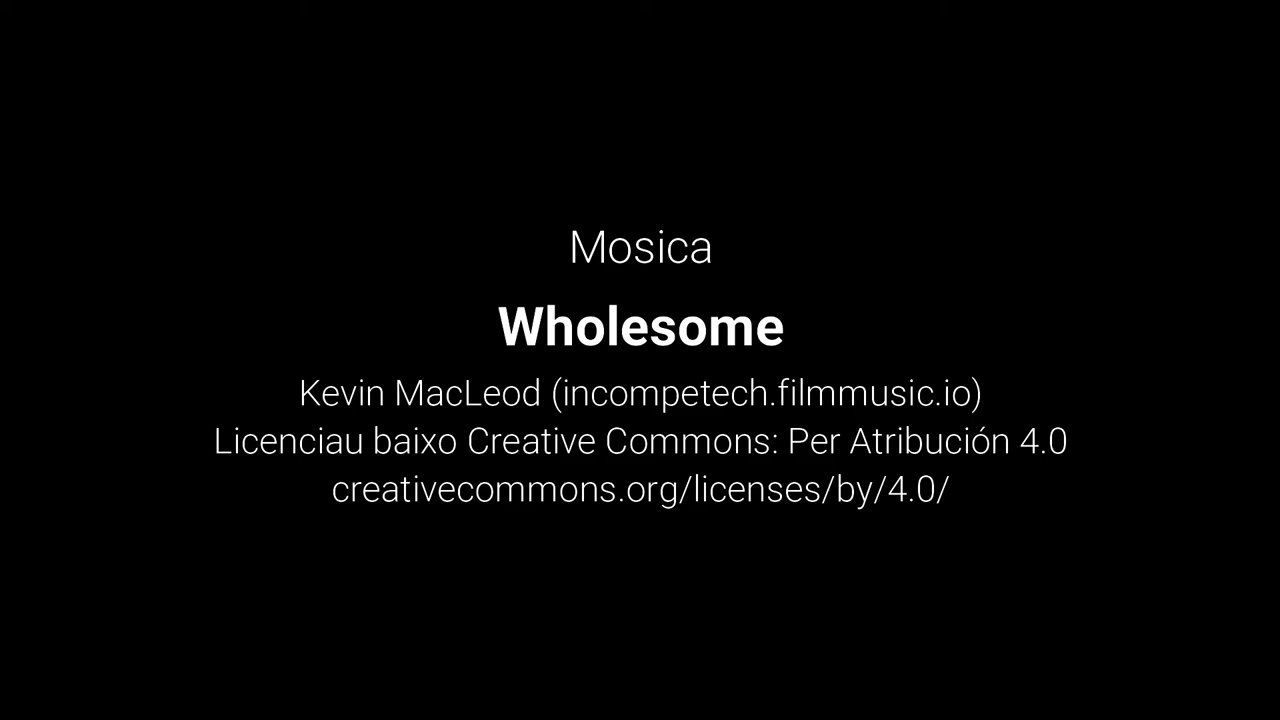 Mosica
Wholesome
Kevin MacLeod (incompetech.filmmusic.io)
Licenciau baixo Creative Commons: Per Atribución 4.0
creativecommons.org/licenses/by/4.0/